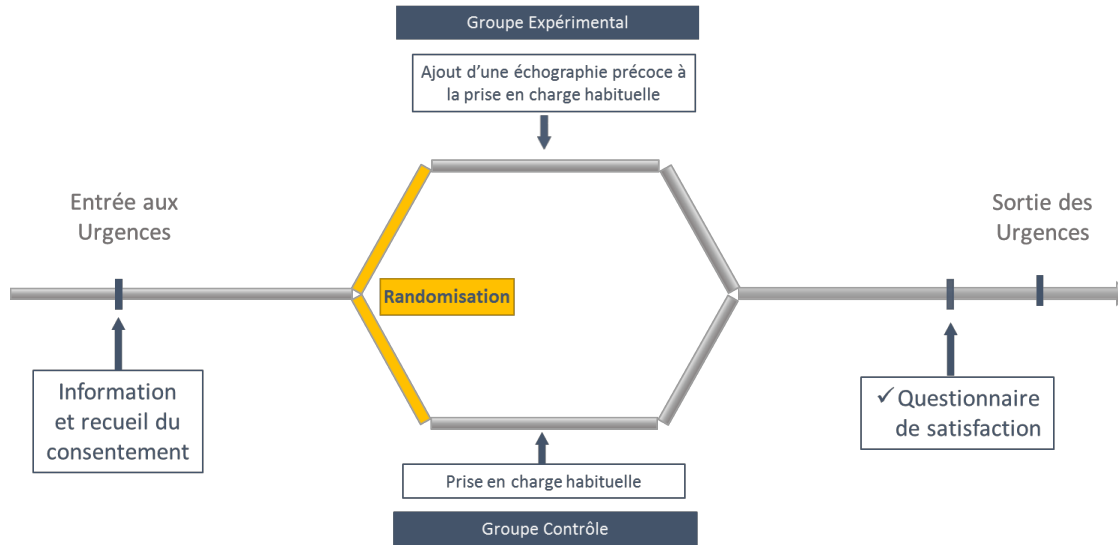 Groupe Expérimental
Ajout d'une échographie précoce à
la prise en charge habituelle
Entrée aux
Urgences
Sortie des
Urgences
Randomisation
Information
et recueil du
consentement
✓ Questionnaire
de satisfaction
Prise en charge habituelle
Groupe Contrôle